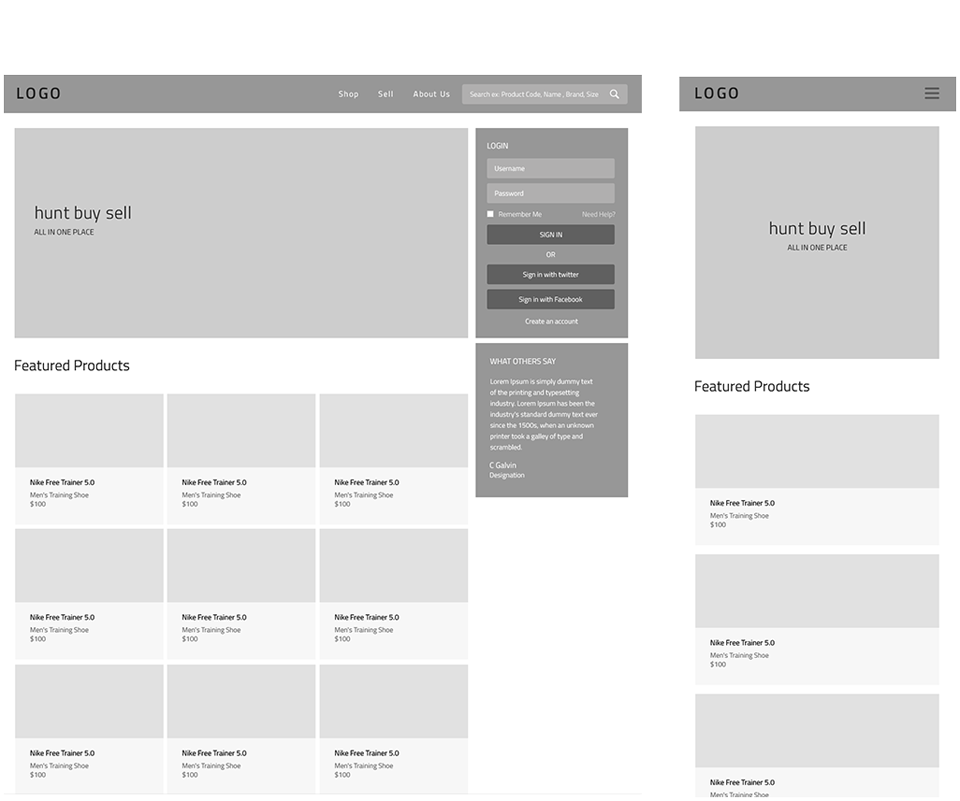 LOGO
Shop Sell About Us Search ex: Product Code, Name , Brand, Size
hunt buy sell
ALL IN ONE PLACE
LOGIN
Username
Password
Remember Me Need Help?
SIGN IN
OR
Sign in with twitter
Sign in with Facebook
Create an account
WHAT OTHERS SAY
Lorem Ipsum is simply dummy text
of the printing and typesetting
industry. Lorem Ipsum has been the
industry's standard dummy text ever
since the 1500s, when an unknown
printer took a galley of type and
scrambled.
C Galvin
Designation
Featured Products
Nike Free Trainer 5.0
Men's Training Shoe
$100
Nike Free Trainer 5.0
Men's Training Shoe
$100
Nike Free Trainer 5.0
Men's Training Shoe
$100
Nike Free Trainer 5.0
Men's Training Shoe
$100
Nike Free Trainer 5.0
Men's Training Shoe
$100
Nike Free Trainer 5.0
Men's Training Shoe
$100
Nike Free Trainer 5.0
Men's Training Shoe
$100
Nike Free Trainer 5.0
Men's Training Shoe
$100
Nike Free Trainer 5.0
Men's Training Shoe
$100
LOGO
hunt buy sell
ALL IN ONE PLACE
Featured Products
Nike Free Trainer 5.0
Men's Training Shoe
$100
Nike Free Trainer 5.0
Men's Training Shoe
$100
Nike Free Trainer 5.0
Men's Training Shoe